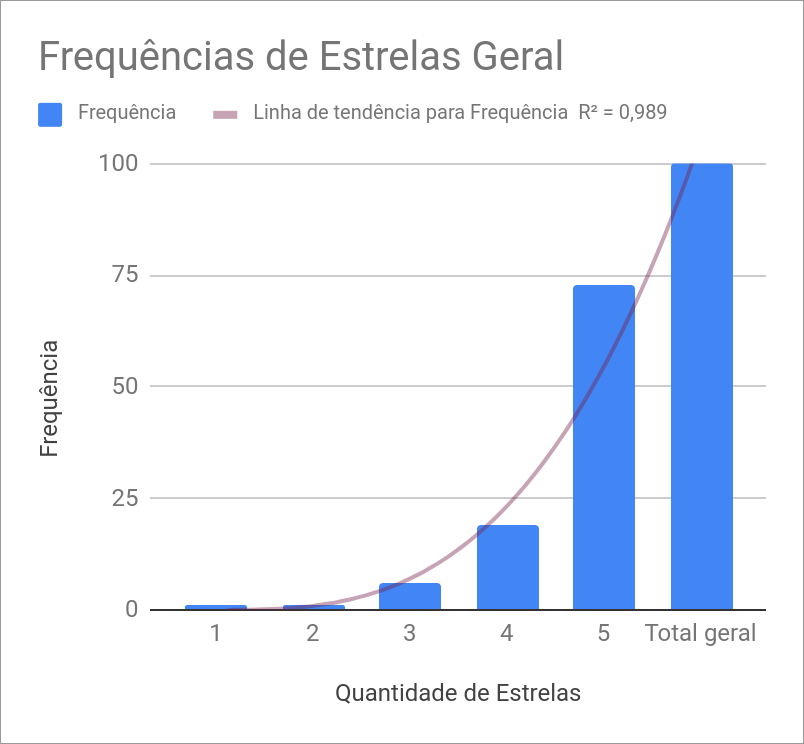 Frequências de Estrelas Geral
Frequência Linha de tendência para Frequência R² = 0,989
100
75
50
25
0
Frequência
1 2 3 4 5 Total geral
Quantidade de Estrelas